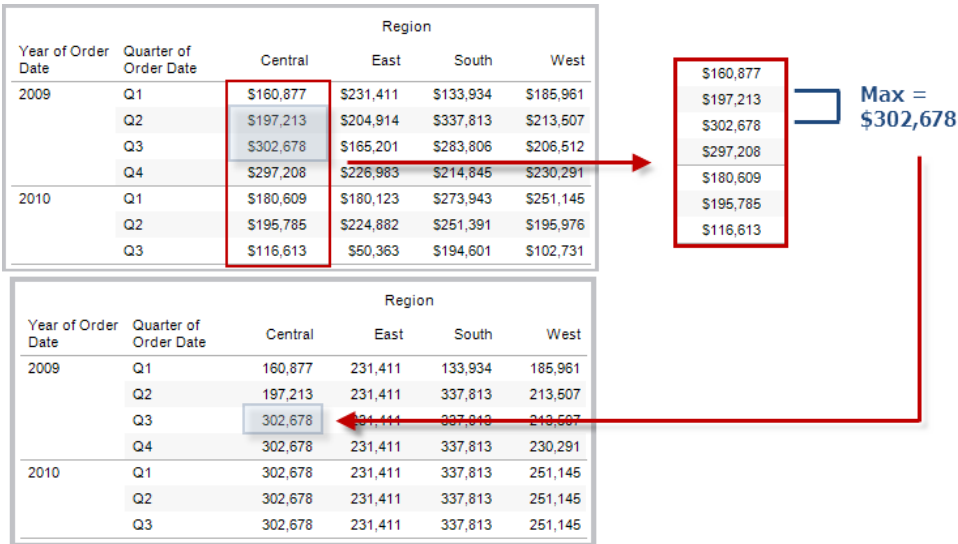 Region
Year of Order Date Quarter of Order Date Central East South West
2009 Q1 $160,877 $231,411 $133,934 $185,961
Q2 $197,213 $204,914 $337,813 $213,507
Q3 $302,678 $165,201 $283,806 $206,512
Q4 $297,208 $226,983 $214,845 $230,291
2010 Q1 $180,609 $180,123 $273,943 $251,145
Q2 $195,785 $224,882 $251,391 $195,976
Q3 $116,613 $50,363 $194,601 $102,731
$160,877
$197,213
$302,678
$297,208
$180,609
$195,785
$116,613
Max =
$302,678
Region
Year of Order Date Quarter of Order Date Central East South West
2009 Q1 160,877 231,411 133,934 185,961
Q2 197,213 231,411 337,813 213,507
Q3 302,678 231,411 337,813 213,507
Q4 302,678 231,411 337,813 230,291
2010 Q1 302,678 231,411 337,813 251,145
Q2 302,678 231,411 337,813 251,145
Q3 302,678 231,411 337,813 251,145